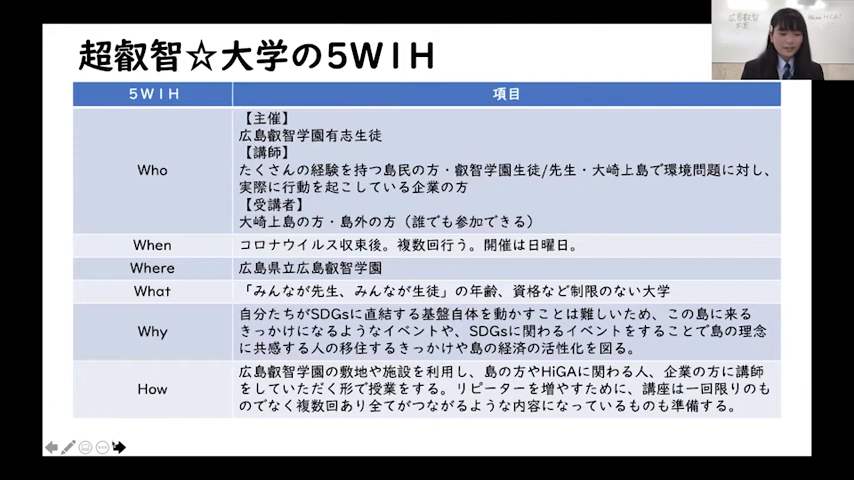 超叡智☆大学の5W1H
広島叡智
学園
HiGA
5W1H
項目
Who
【主催】
広島叡智学園有志生徒
【講師】
たくさんの経験を持つ島民の方・叡智学園生徒/先生・大崎上島で環境問題に対し、
実際に行動を起こしている企業の方
【受講者】
大崎上島の方・島外の方（誰でも参加できる）
When
コロナウイルス収束後。複数回行う。開催は日曜日。
Where
広島県立広島叡智学園
What
「みんなが先生、みんなが生徒」の年齢、資格など制限のない大学
Why
自分たちがSDGsに直結する基盤自体を動かすことは難しいため、この島に来る
きっかけになるようなイベントや、SDGsに関わるイベントをすることで島の理念
に共感する人の移住するきっかけや島の経済の活性化を図る。
How
広島叡智学園の敷地や施設を利用し、島の方やHiGAに関わる人、企業の方に講師
をしていただく形で授業をする。リピーターを増やすために、講座は一回限りのも
のでなく複数回あり全てがつながるような内容になっているものも準備する。